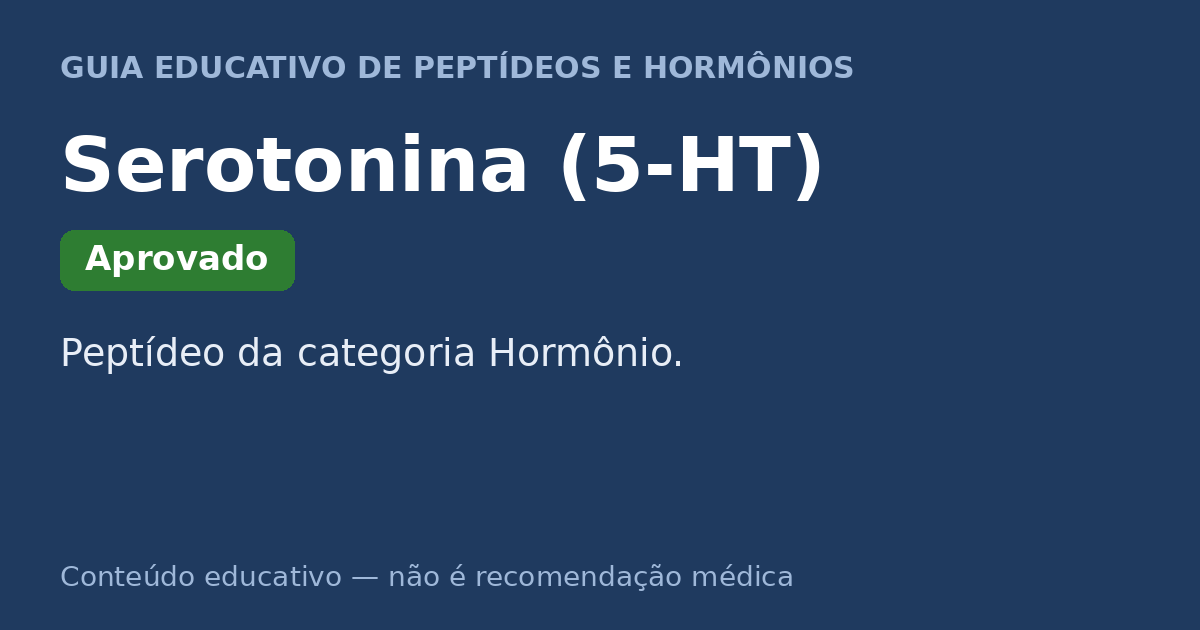 GUIA EDUCATIVO DE PEPTÍDEOS E HORMÔNIOS
Serotonina (5-HT)
Aprovado
Peptídeo da categoria Hormônio.
Conteúdo educativo — não é recomendação médica